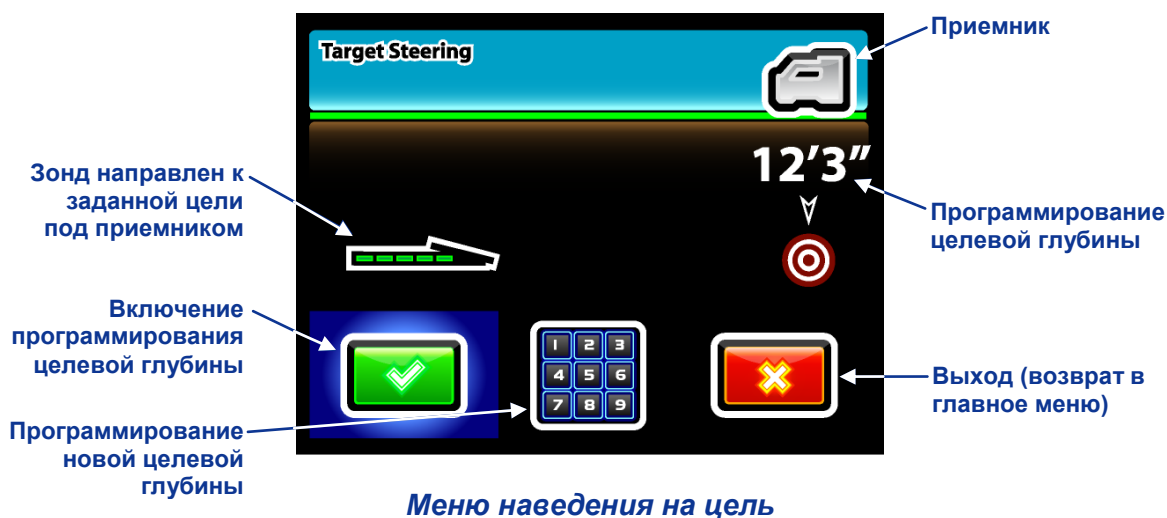 Приемник
Target Steering
12'3"
Зонд направлен к
заданной цели
под приемником
Программирование
целевой глубины
Включение
программирования
целевой глубины
1 2 3
4 5 6
7 8 9
Выход (возврат в
главное меню)
Программирование
новой целевой
глубины
Меню наведения на цель